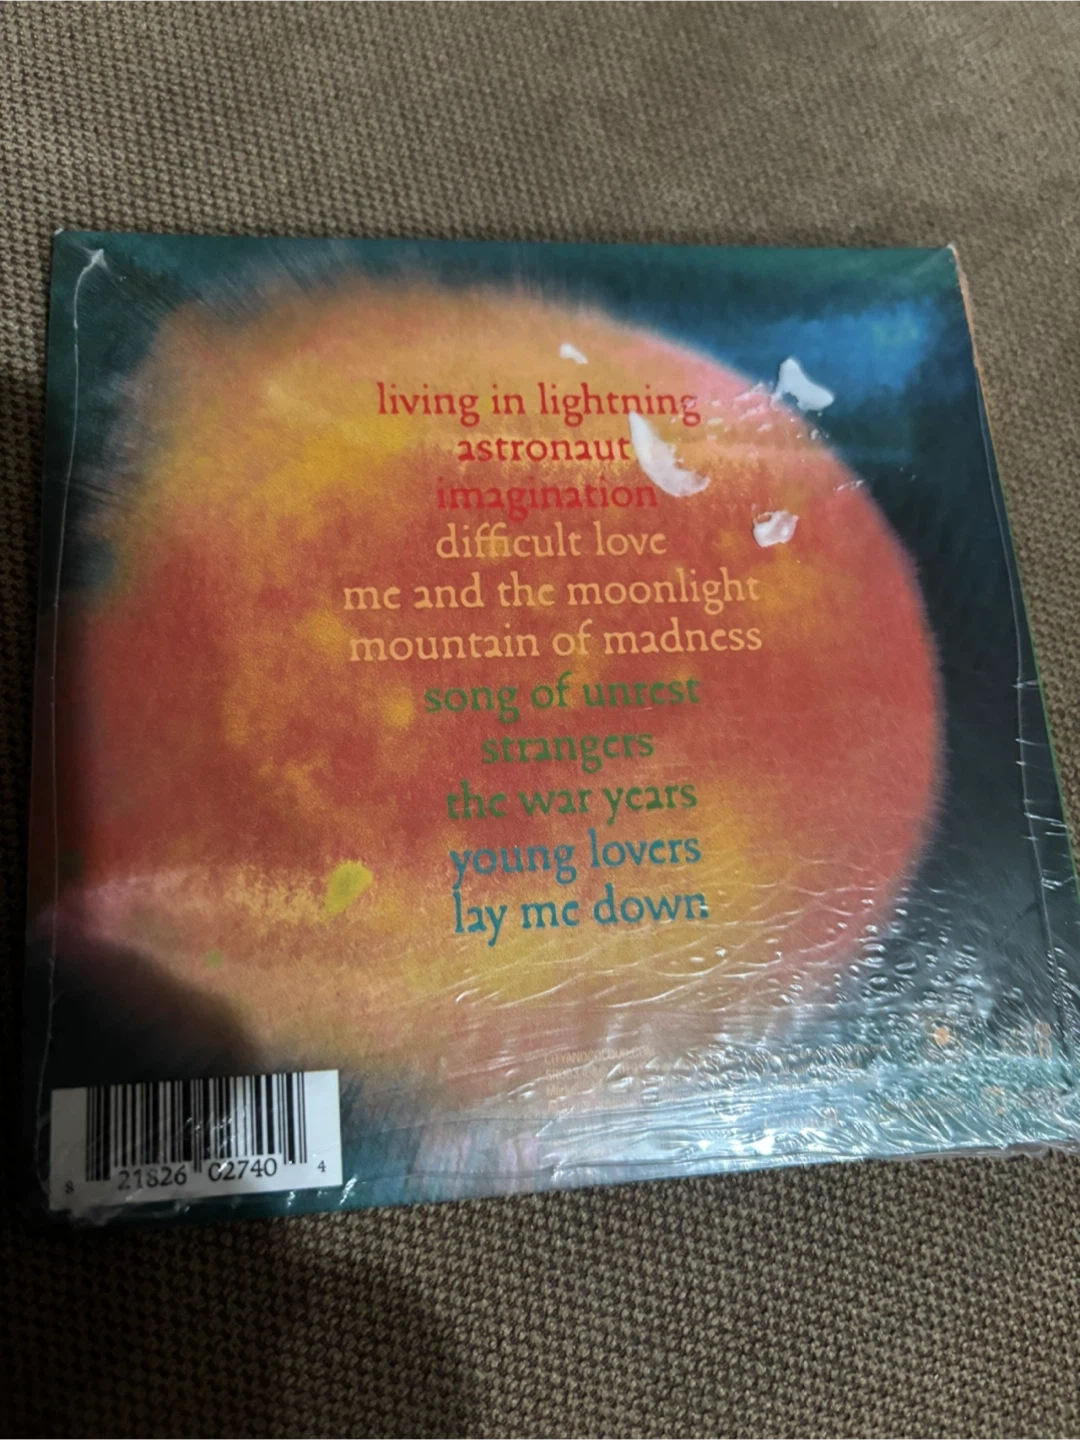 living in lightning
astronaut
imagination
difficult love
me and the moonlight
mountain of madness
song of unrest
strangers
the war years
young lovers
lay me down
8 21826 02740 4